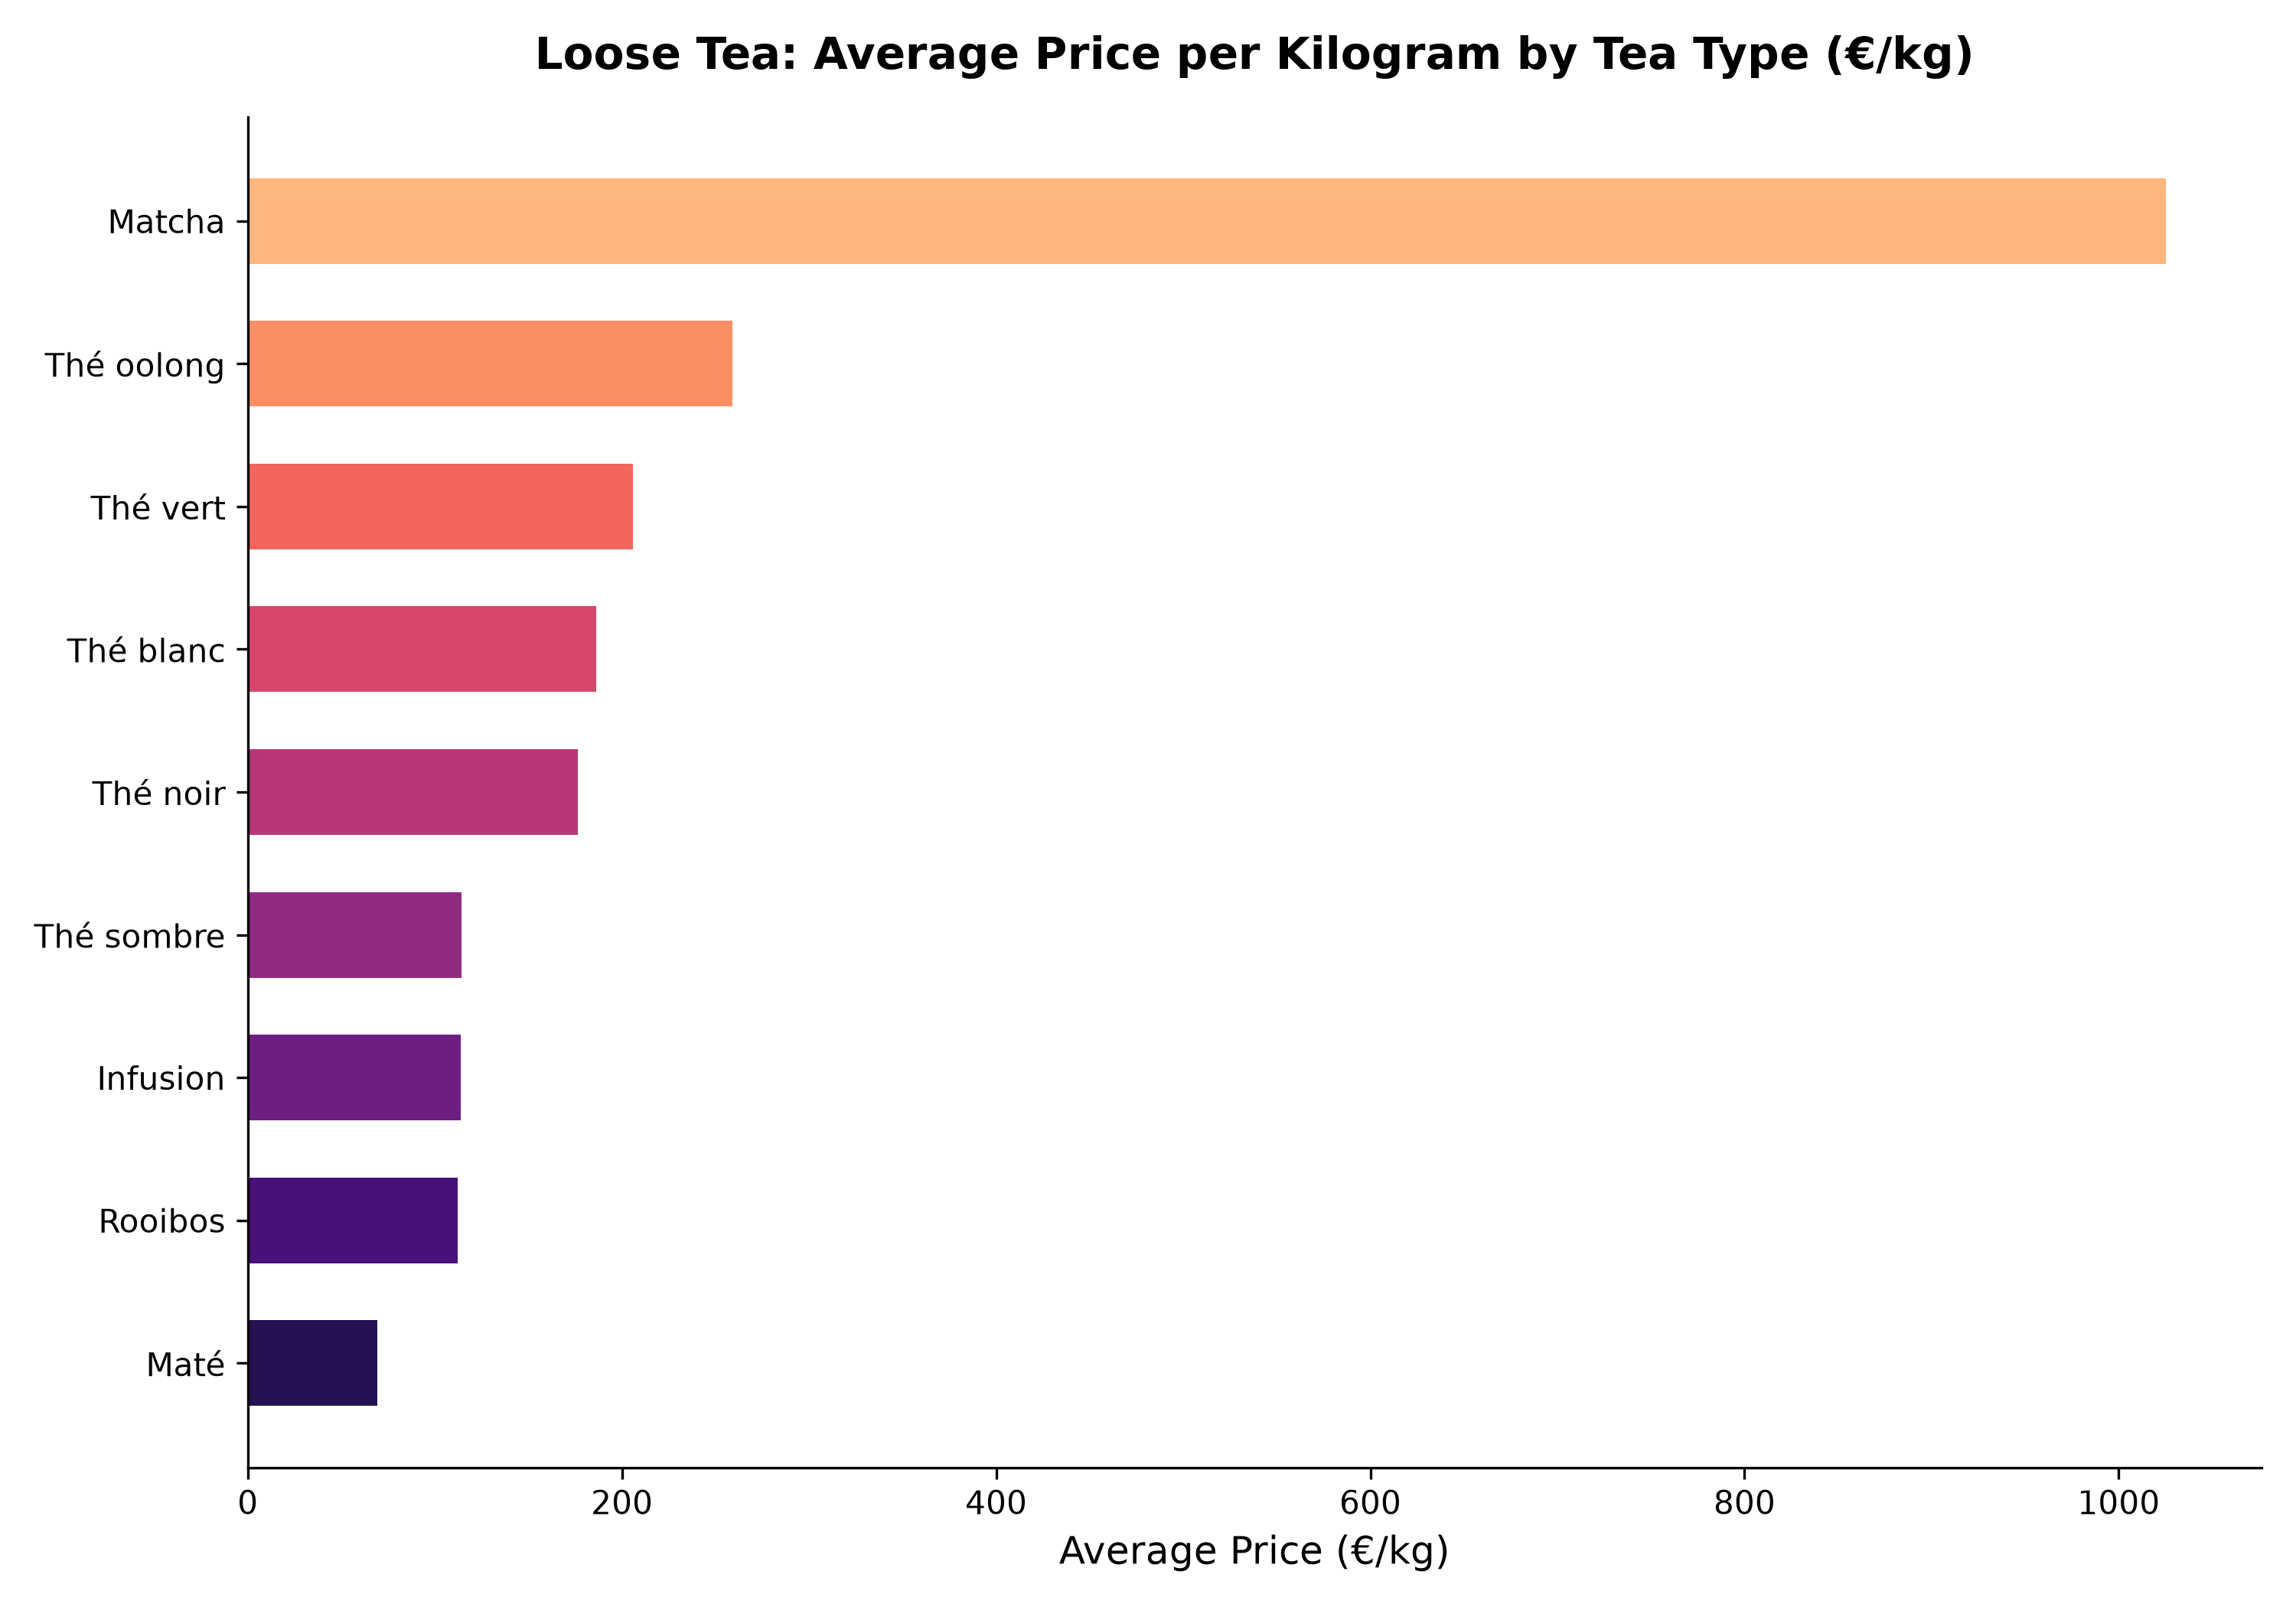 Loose Tea: Average Price per Kilogram by Tea Type (€/kg)
Matcha
Thé oolong
Thé vert
Thé blanc
Thé noir
Thé sombre
Infusion
Rooibos
Maté
0 200 400 600 800 1000
Average Price (€/kg)